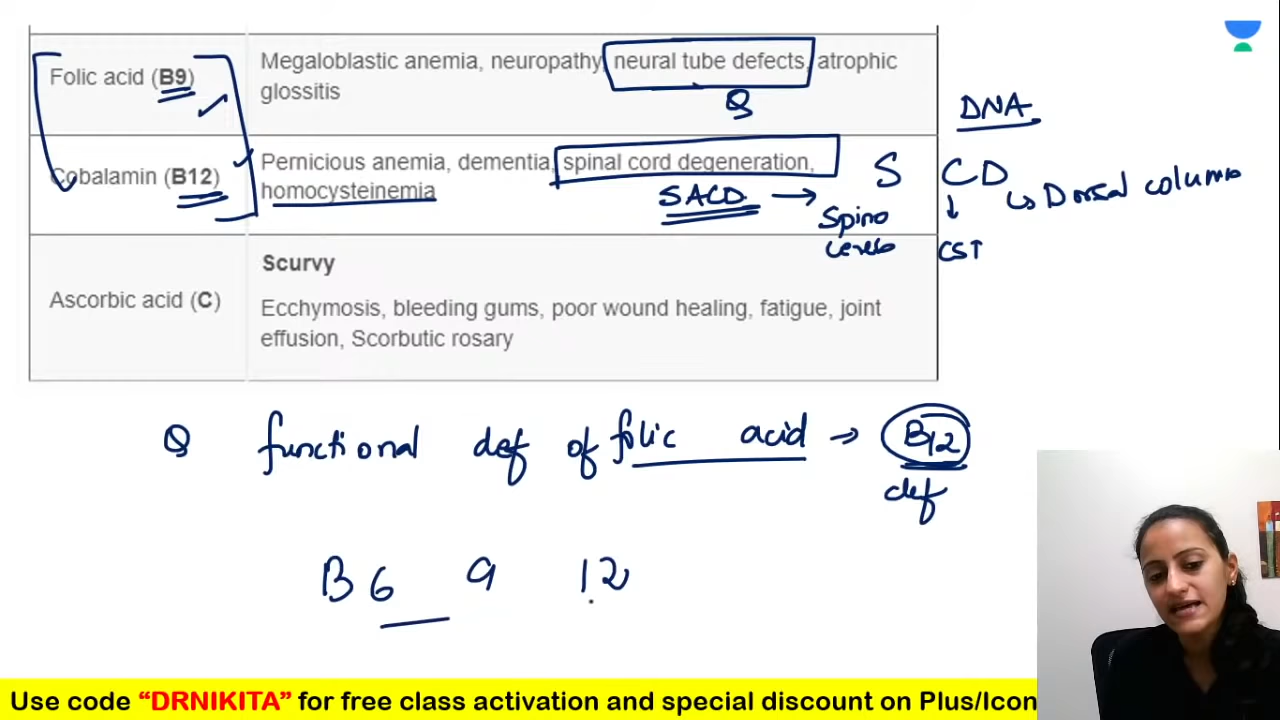 Folic acid (B9)
Megaloblastic anemia, neuropathy, neural tube defects, atrophic
glossitis
Q
DNA
Cobalamin (B12)
Pernicious anemia, dementia, spinal cord degeneration,
homocysteinemia
SACD → S CD
Spino
Dorsal column
CST
Ascorbic acid (C)
Scurvy
Ecchymosis, bleeding gums, poor wound healing, fatigue, joint
effusion, Scorbutic rosary
Q functional def of folic acid → B12
def
B6 9 12
Use code “DRNIKITA” for free class activation and special discount on Plus/Icon